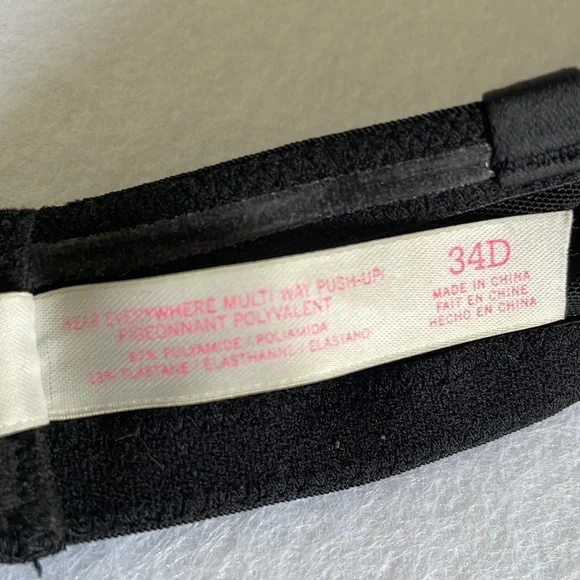 WEAR EVERYWHERE MULTI WAY PUSH-UP/
PIGEONNANT POLYVALENT
87% POLYAMIDE / POLIAMIDA
13% ELASTANE / ELASTHANNE / ELASTANO
34D
MADE IN CHINA
FAIT EN CHINE
HECHO EN CHINA